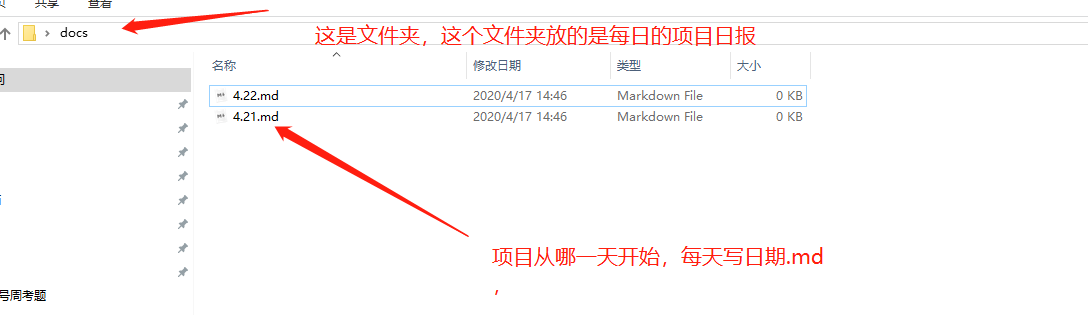 共享
查看
docs
这是文件夹，这个文件夹放的是每日的项目日报
名称
修改日期
类型
大小
4.22.md
2020/4/17 14:46
Markdown File
0 KB
4.21.md
2020/4/17 14:46
Markdown File
0 KB
项目从哪一天开始，每天写日期.md
，
号周考题